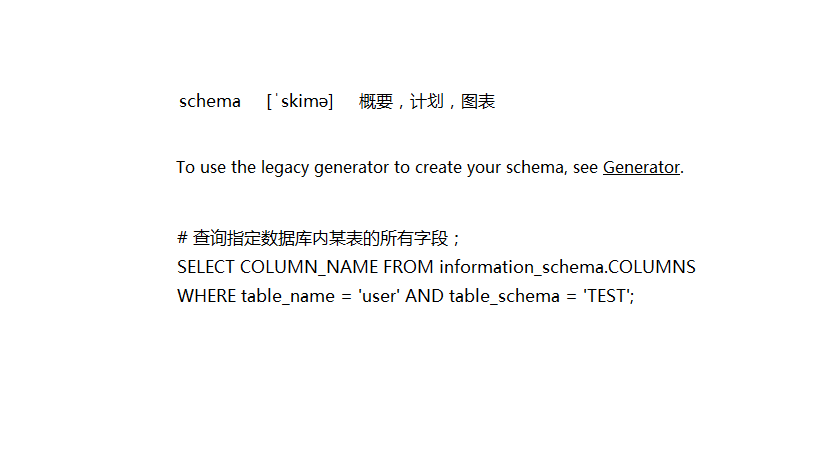 schema [ˈskimə] 概要，计划，图表
To use the legacy generator to create your schema, see Generator.
# 查询指定数据库内某表的所有字段；
SELECT COLUMN_NAME FROM information_schema.COLUMNS
WHERE table_name = 'user' AND table_schema = 'TEST';